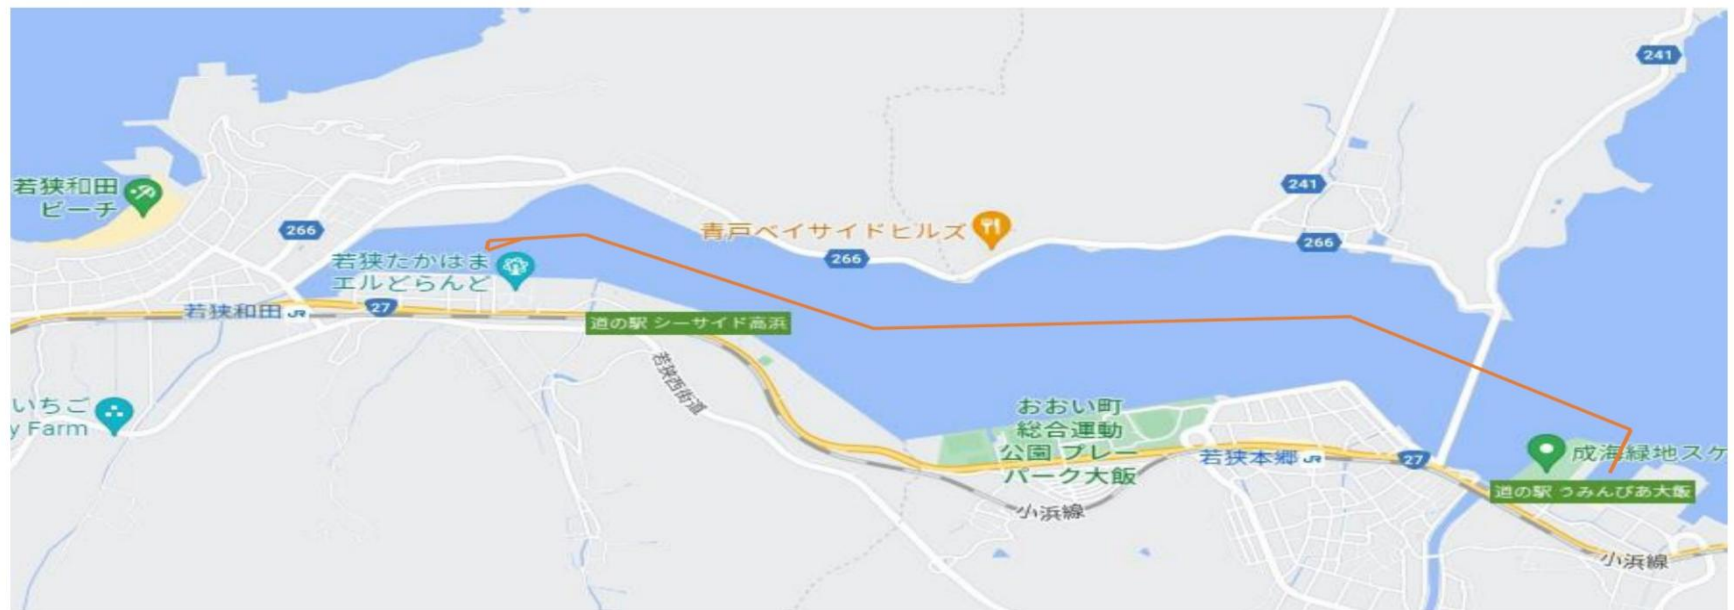 241
若狭和田
ビーチ
266
241
青戸ベイサイドヒルズ
266
266
若狭たかはま
エルどらんど
若狭和田 JR
27
道の駅 シーサイド高浜
若狭西街道
いちご
y Farm
おおい町
総合運動
公園 プレー
パーク大飯
若狭本郷 JR
27
成海緑地スケ
道の駅 うみんぴあ大飯
小浜線
小浜線